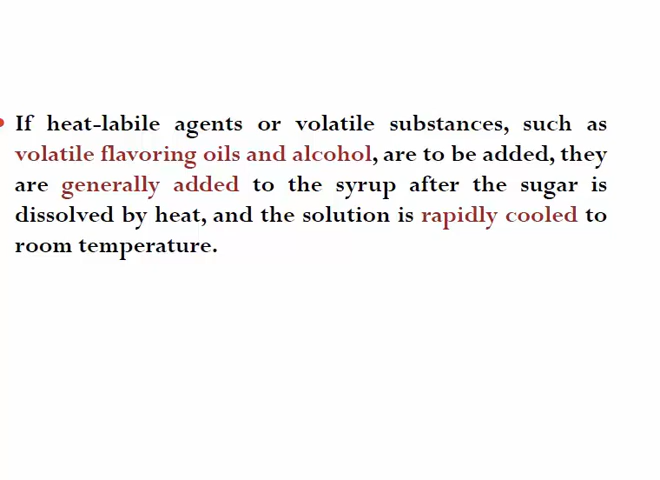 If heat-labile agents or volatile substances, such as
volatile flavoring oils and alcohol, are to be added, they
are generally added to the syrup after the sugar is
dissolved by heat, and the solution is rapidly cooled to
room temperature.